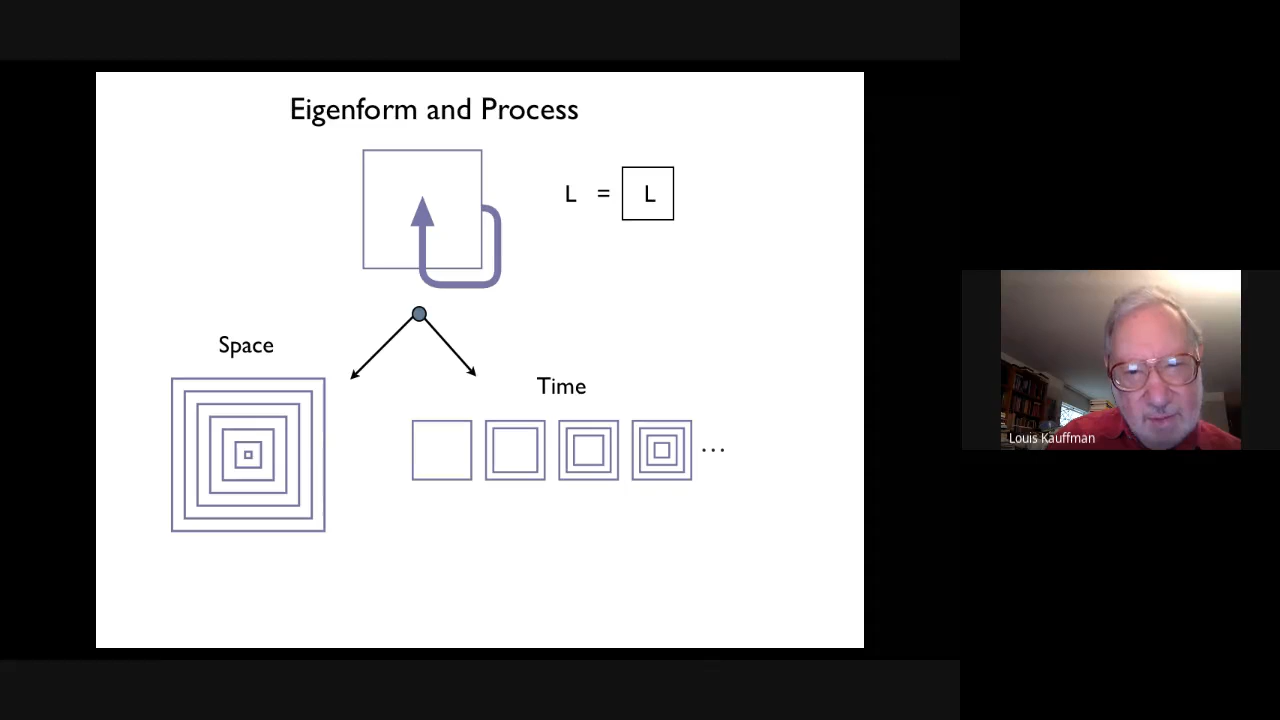 Eigenform and Process
L = L
Space
Time
...
Louis Kauffman